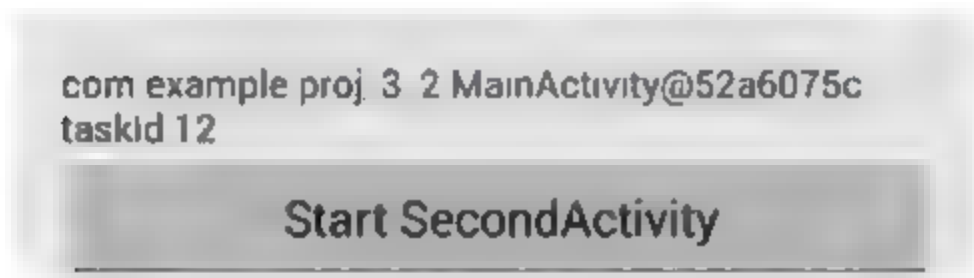 com example proj 3 2 MainActivity@52a6075c
taskid 12
Start SecondActivity